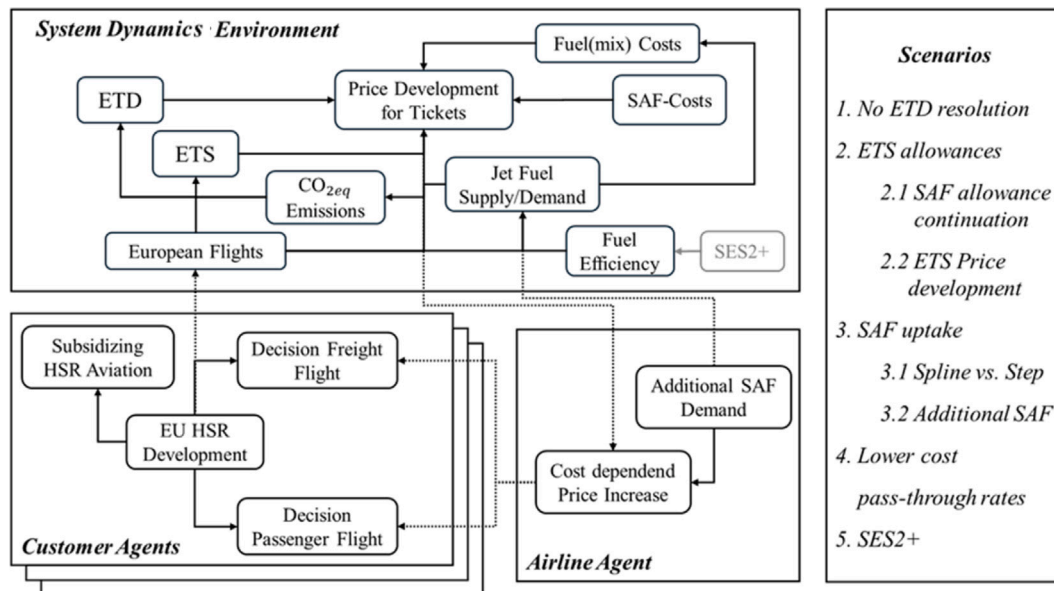 System Dynamics · Environment
Fuel(mix) Costs
ETD
Price Development
for Tickets
SAF-Costs
ETS
CO2eq
Emissions
Jet Fuel
Supply/Demand
European Flights
Fuel
Efficiency
SES2+
Subsidizing
HSR Aviation
Decision Freight
Flight
EU HSR
Development
Decision
Passenger Flight
Customer Agents
Additional SAF
Demand
Cost dependend
Price Increase
Airline Agent
Scenarios
1. No ETD resolution
2. ETS allowances
2.1 SAF allowance
continuation
2.2 ETS Price
development
3. SAF uptake
3.1 Spline vs. Step
3.2 Additional SAF
4. Lower cost
pass-through rates
5. SES2+